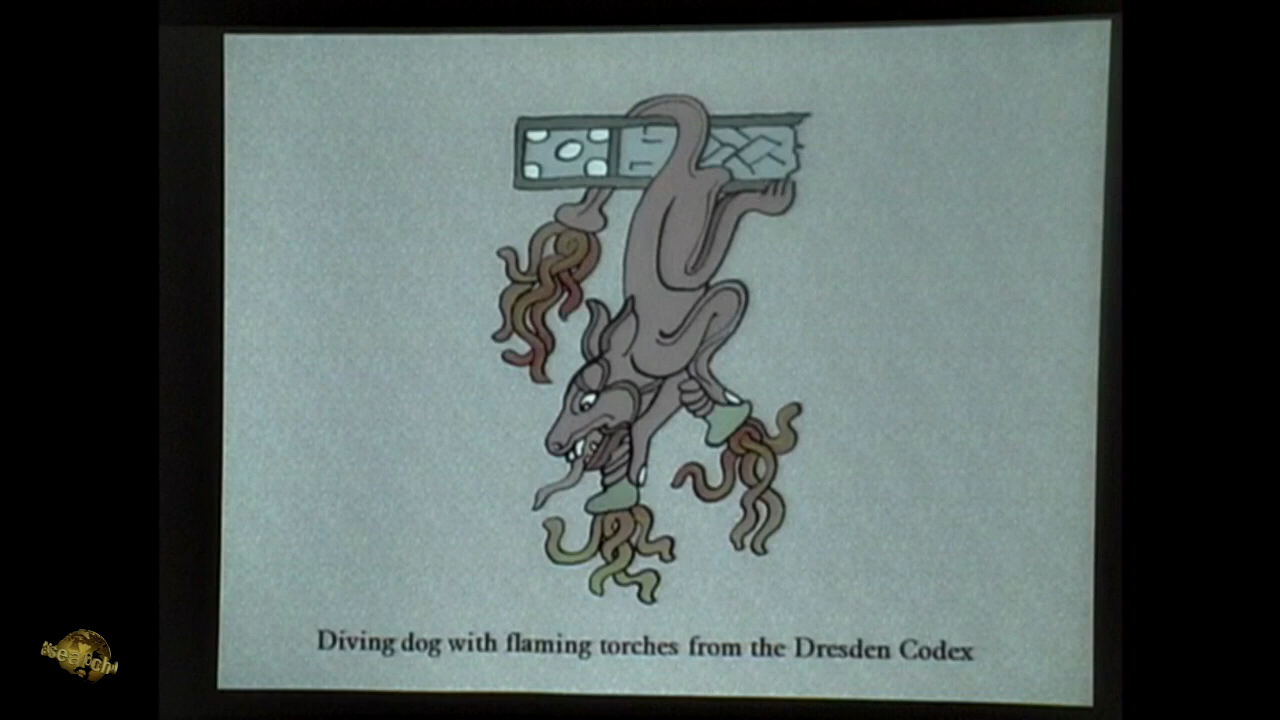 Diving dog with flaming torches from the Dresden Codex